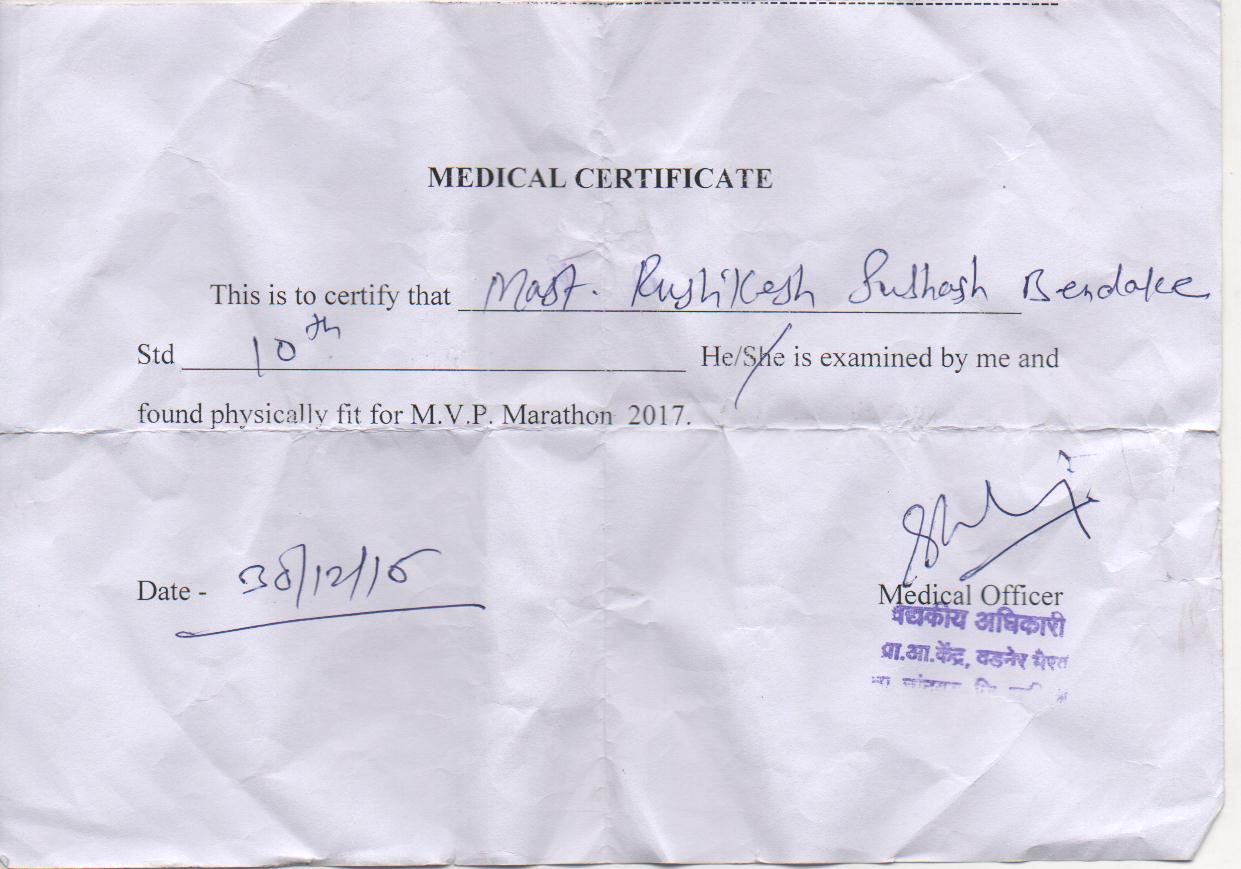 MEDICAL CERTIFICATE
This is to certify that Mast. Rushikesh Subhash Bendake
Std 10th He/She is examined by me and
found physically fit for M.V.P. Marathon 2017.
Date - 30/12/16
Medical Officer
वैद्यकीय अधिकारी
प्रा.आ.केंद्र, वडनेर भैरव